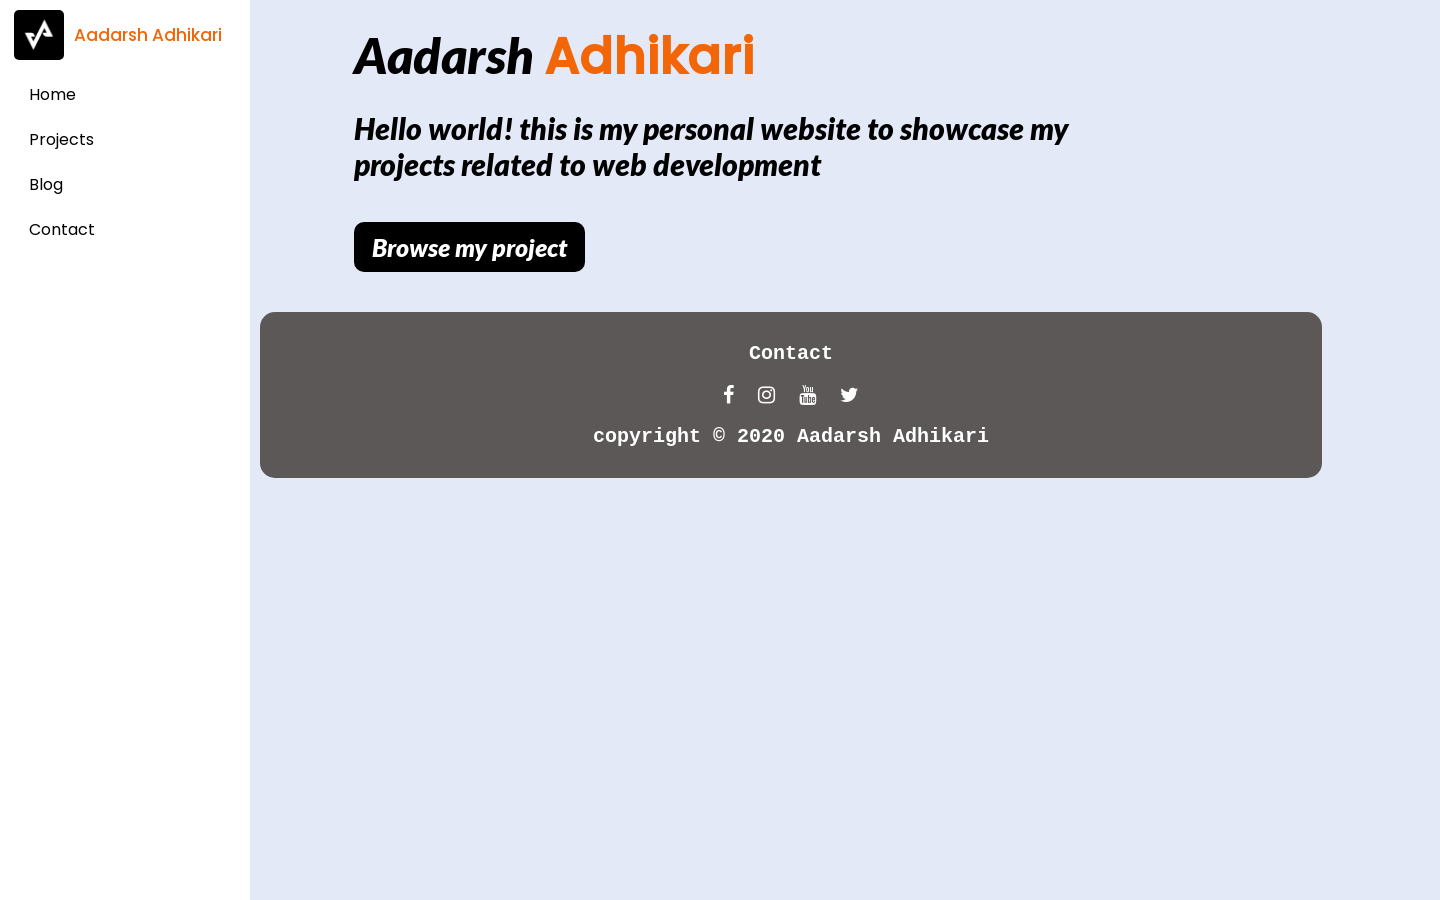 Aadarsh Adhikari
Home
Projects
Blog
Contact
Aadarsh Adhikari
Hello world! this is my personal website to showcase my
projects related to web development
Browse my project
Contact
You
Tube
copyright © 2020 Aadarsh Adhikari